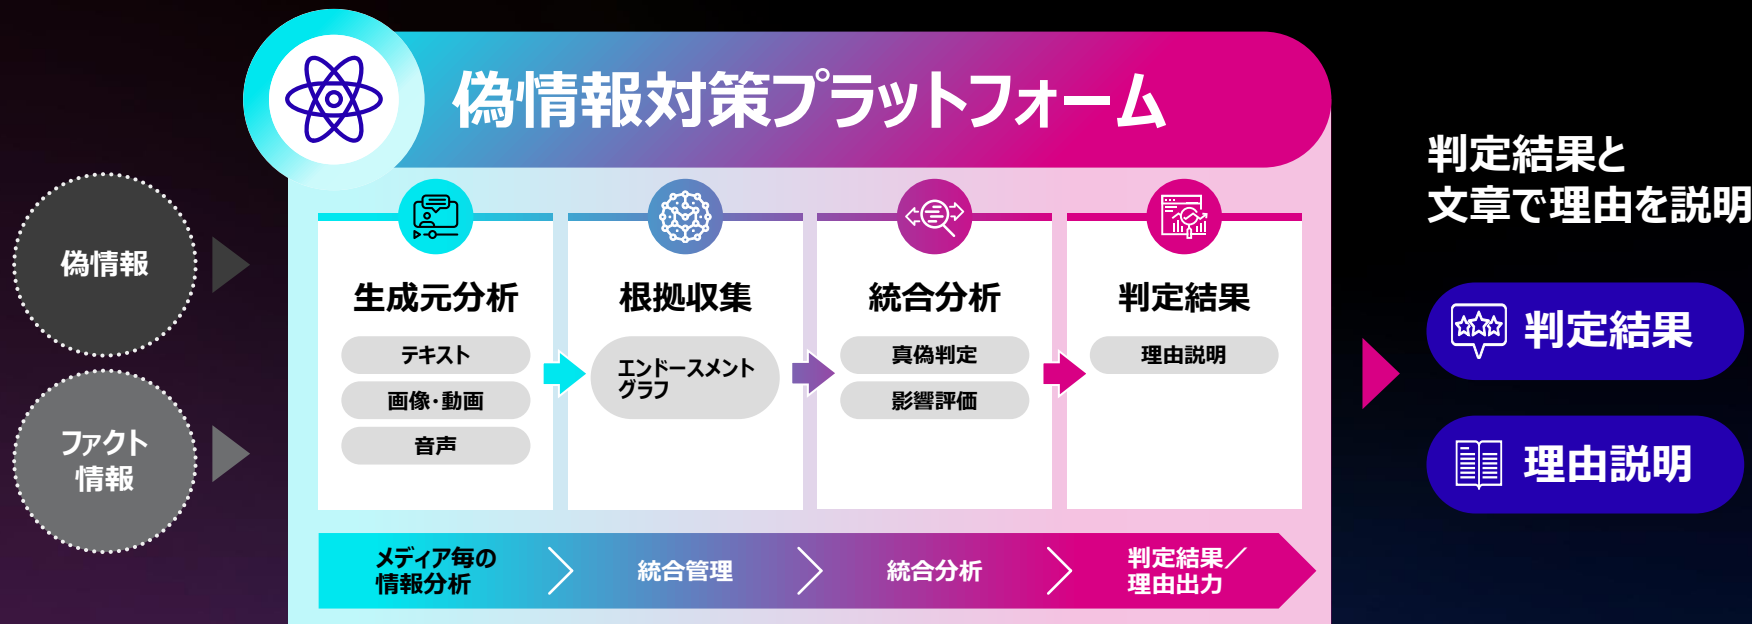 偽情報対策プラットフォーム
偽情報
ファクト
情報
生成元分析
テキスト
画像・動画
音声
根拠収集
エンドースメント
グラフ
統合分析
真偽判定
影響評価
判定結果
理由説明
メディア毎の
情報分析
統合管理
統合分析
判定結果／
理由出力
判定結果と
文章で理由を説明
判定結果
理由説明